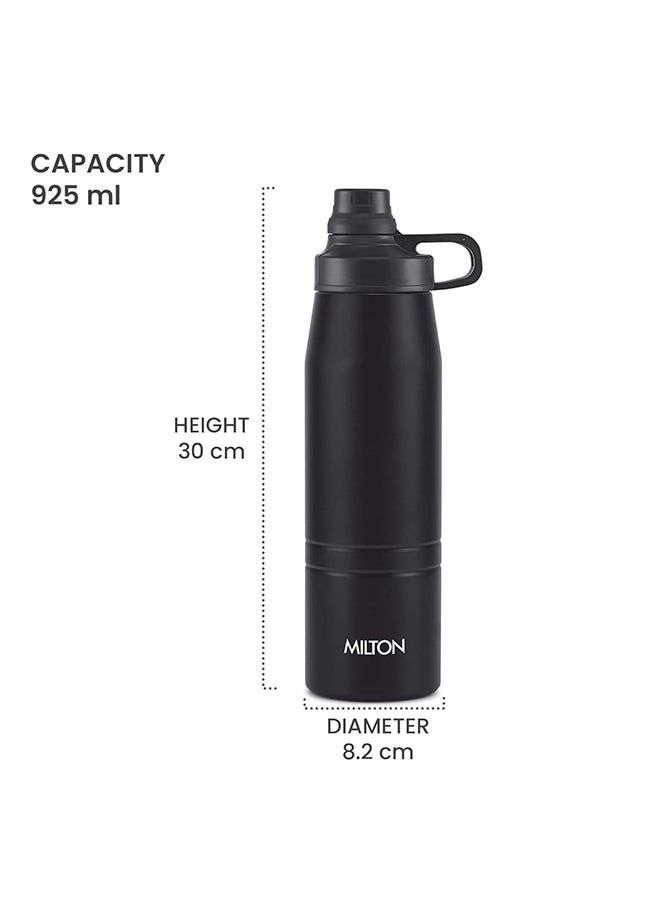 CAPACITY
925 ml
HEIGHT
30 cm
MILTON
DIAMETER
8.2 cm